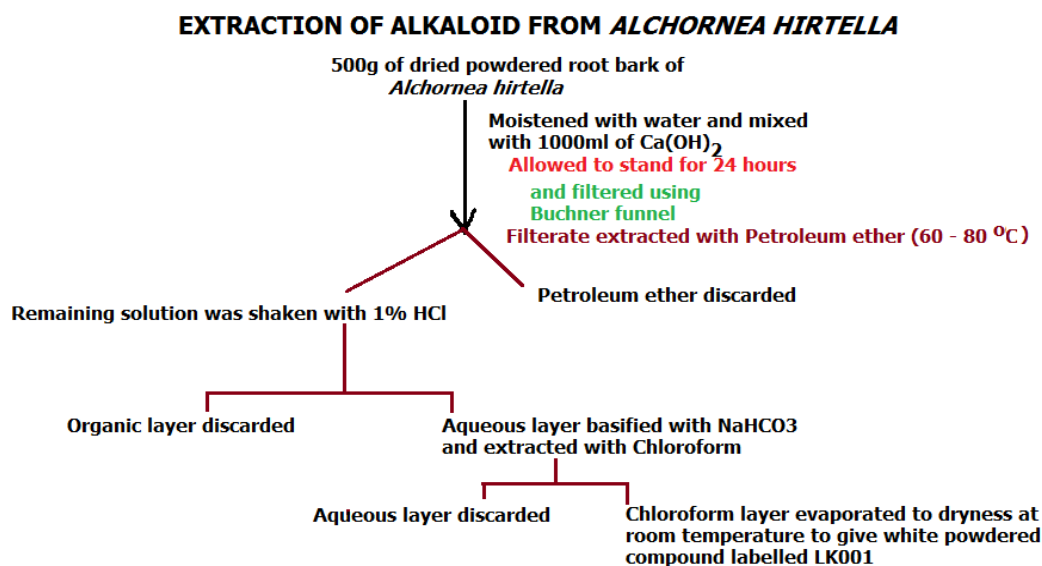 EXTRACTION OF ALKALOID FROM ALCHORNEA HIRTELLA
500g of dried powdered root bark of
Alchornea hirtella
Moistened with water and mixed
with 1000ml of Ca(OH)2
Allowed to stand for 24 hours
and filtered using
Buchner funnel
Filterate extracted with Petroleum ether (60 - 80 ⁰C)
Petroleum ether discarded
Remaining solution was shaken with 1% HCl
Organic layer discarded
Aqueous layer basified with NaHCO3
and extracted with Chloroform
Aqueous layer discarded
Chloroform layer evaporated to dryness at
room temperature to give white powdered
compound labelled LK001